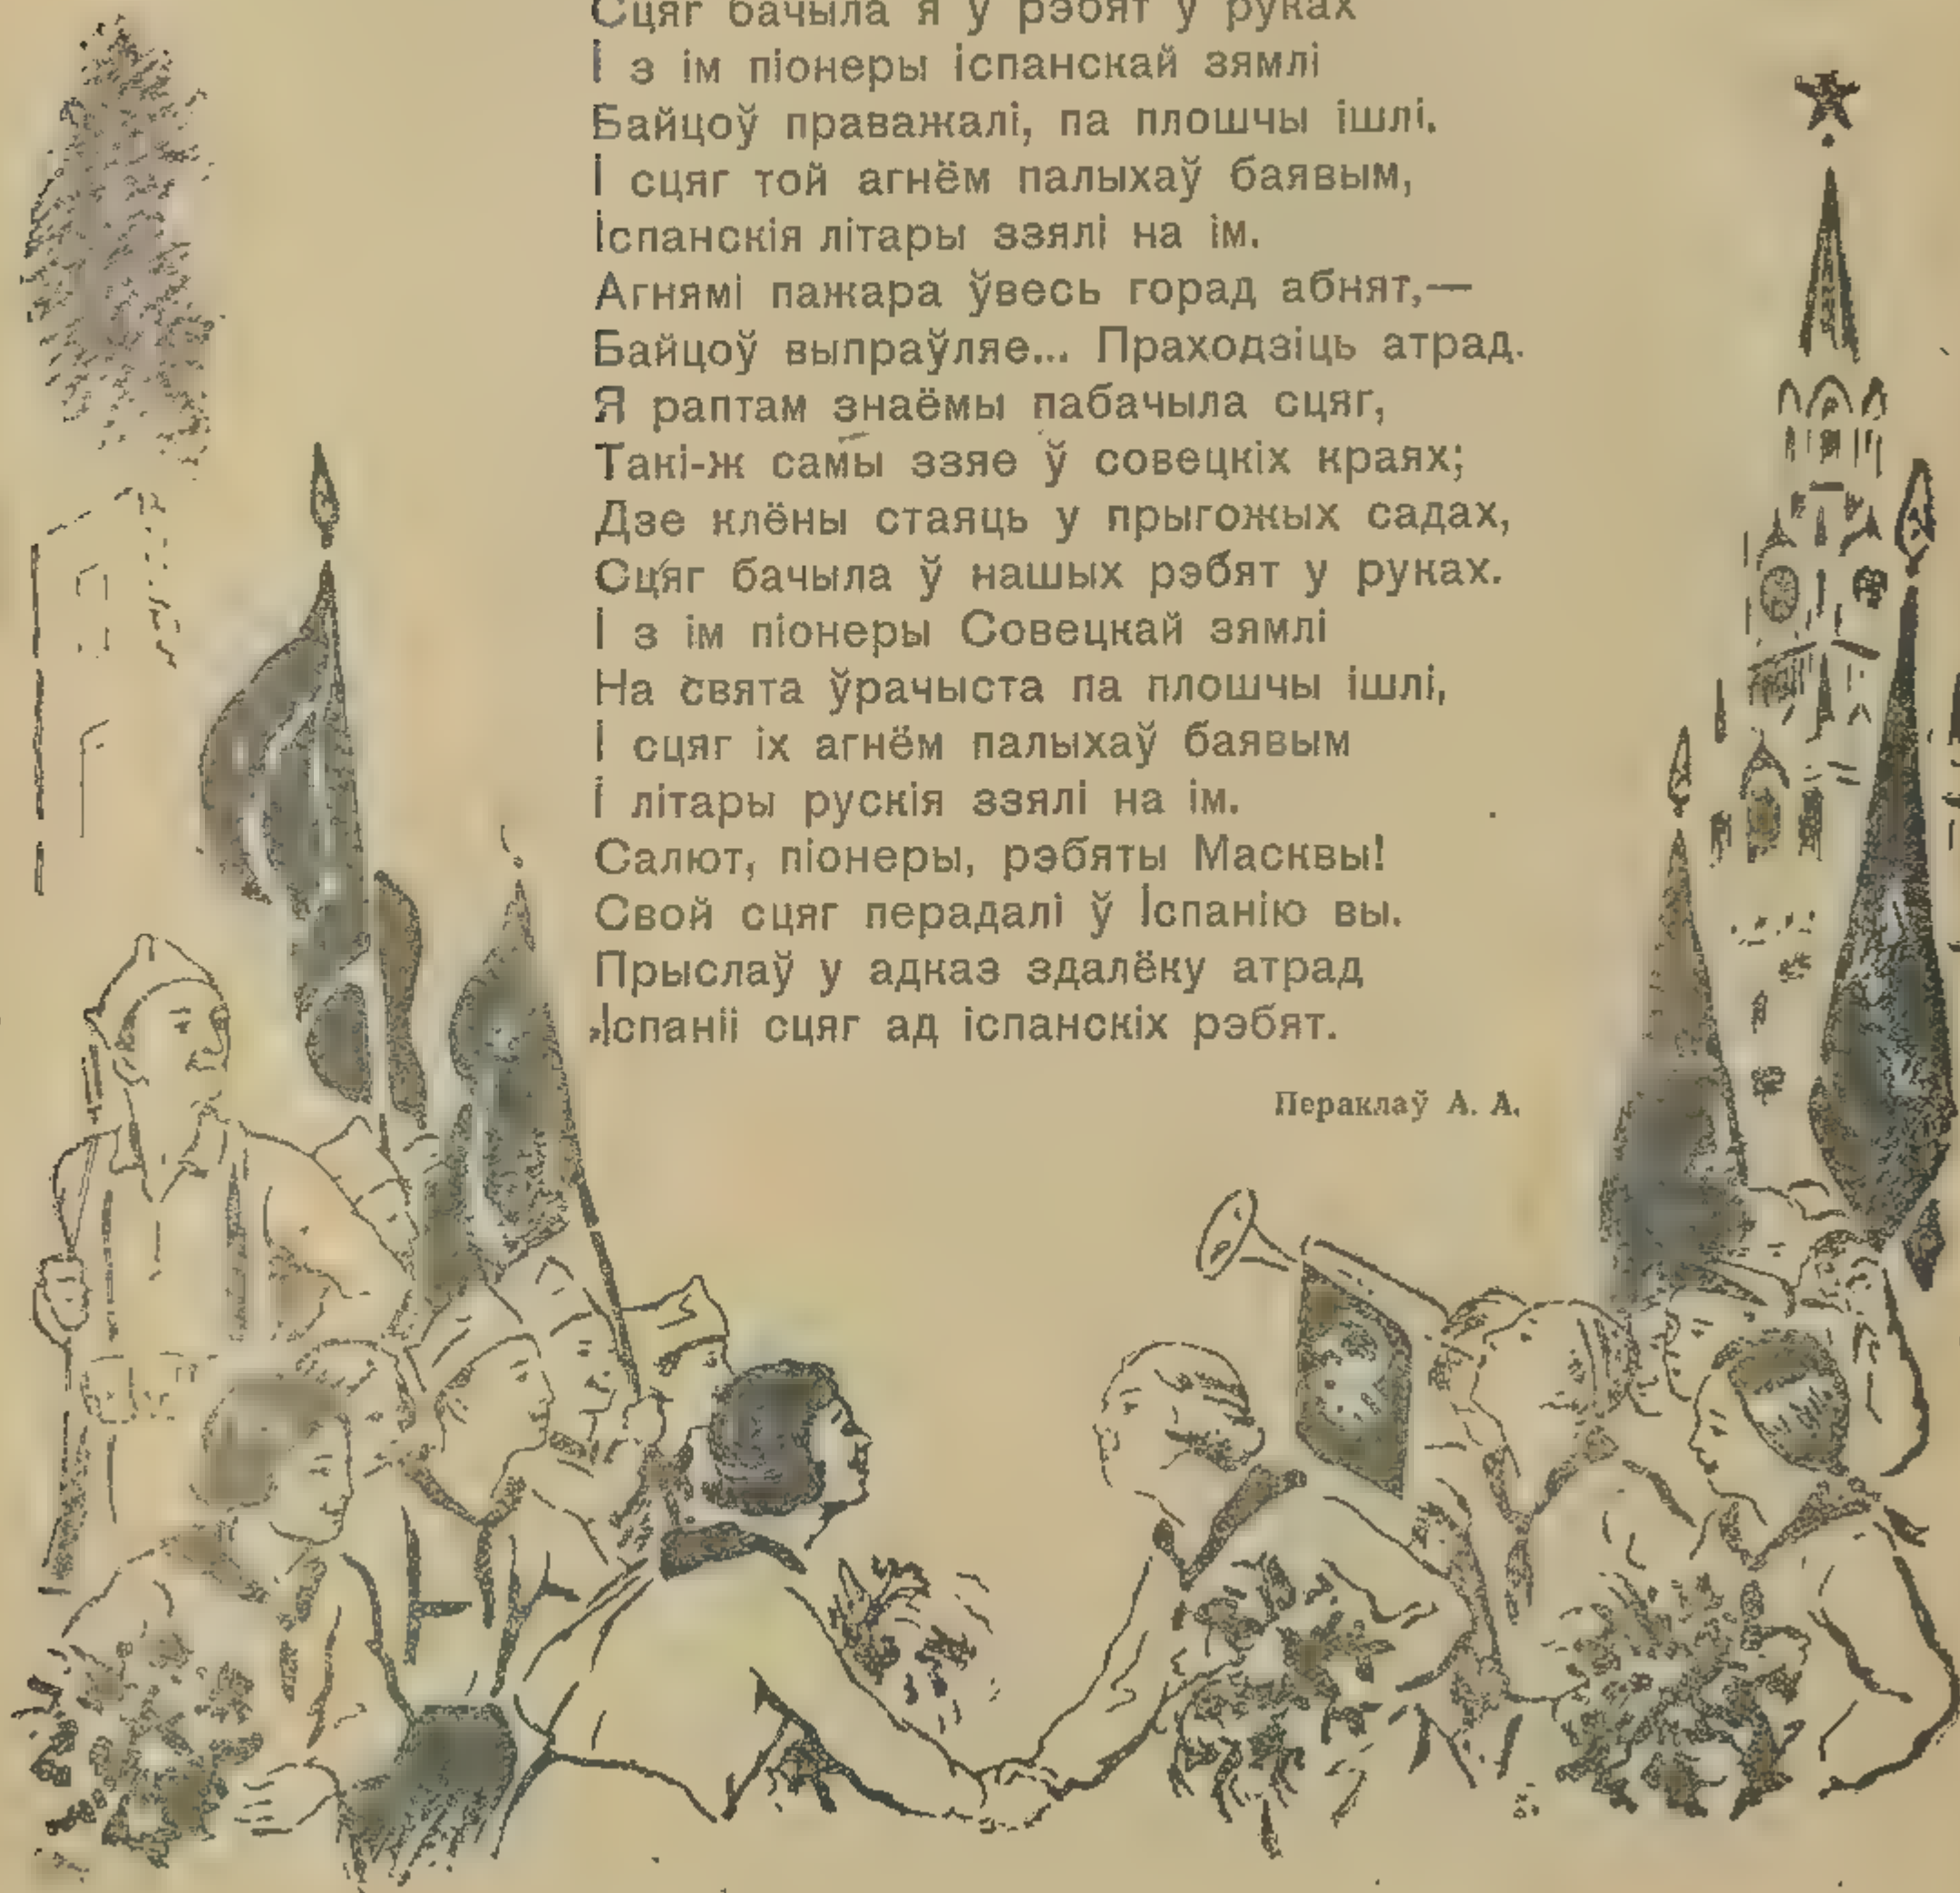 Сцяг бачыла я у рэбят у руках
І з ім піонеры іспанскай зямлі
Байцоў праважалі, па плошчы ішлі.
І сцяг той агнём палыхаў баявым,
Іспанскія літары ззялі на ім.
Агнямі пажара ўвесь горад абнят,—
Байцоў выпраўляе... Праходзіць атрад.
Я раптам знаёмы пабачыла сцяг,
Такі-ж самы ззяе ў совецкіх краях;
Дзе клёны стаяць у прыгожых садах,
Сцяг бачыла ў нашых рэбят у руках.
І з ім піонеры Совецкай зямлі
На свята ўрачыста па плошчы ішлі,
І сцяг іх агнём палыхаў баявым
І літары рускія ззялі на ім.
Салют, піонеры, рэбяты Масквы!
Свой сцяг перадалі ў Іспанію вы.
Прыслаў у адказ здалёку атрад
Іспаніі сцяг ад іспанскіх рэбят.
Пераклаў А. А.